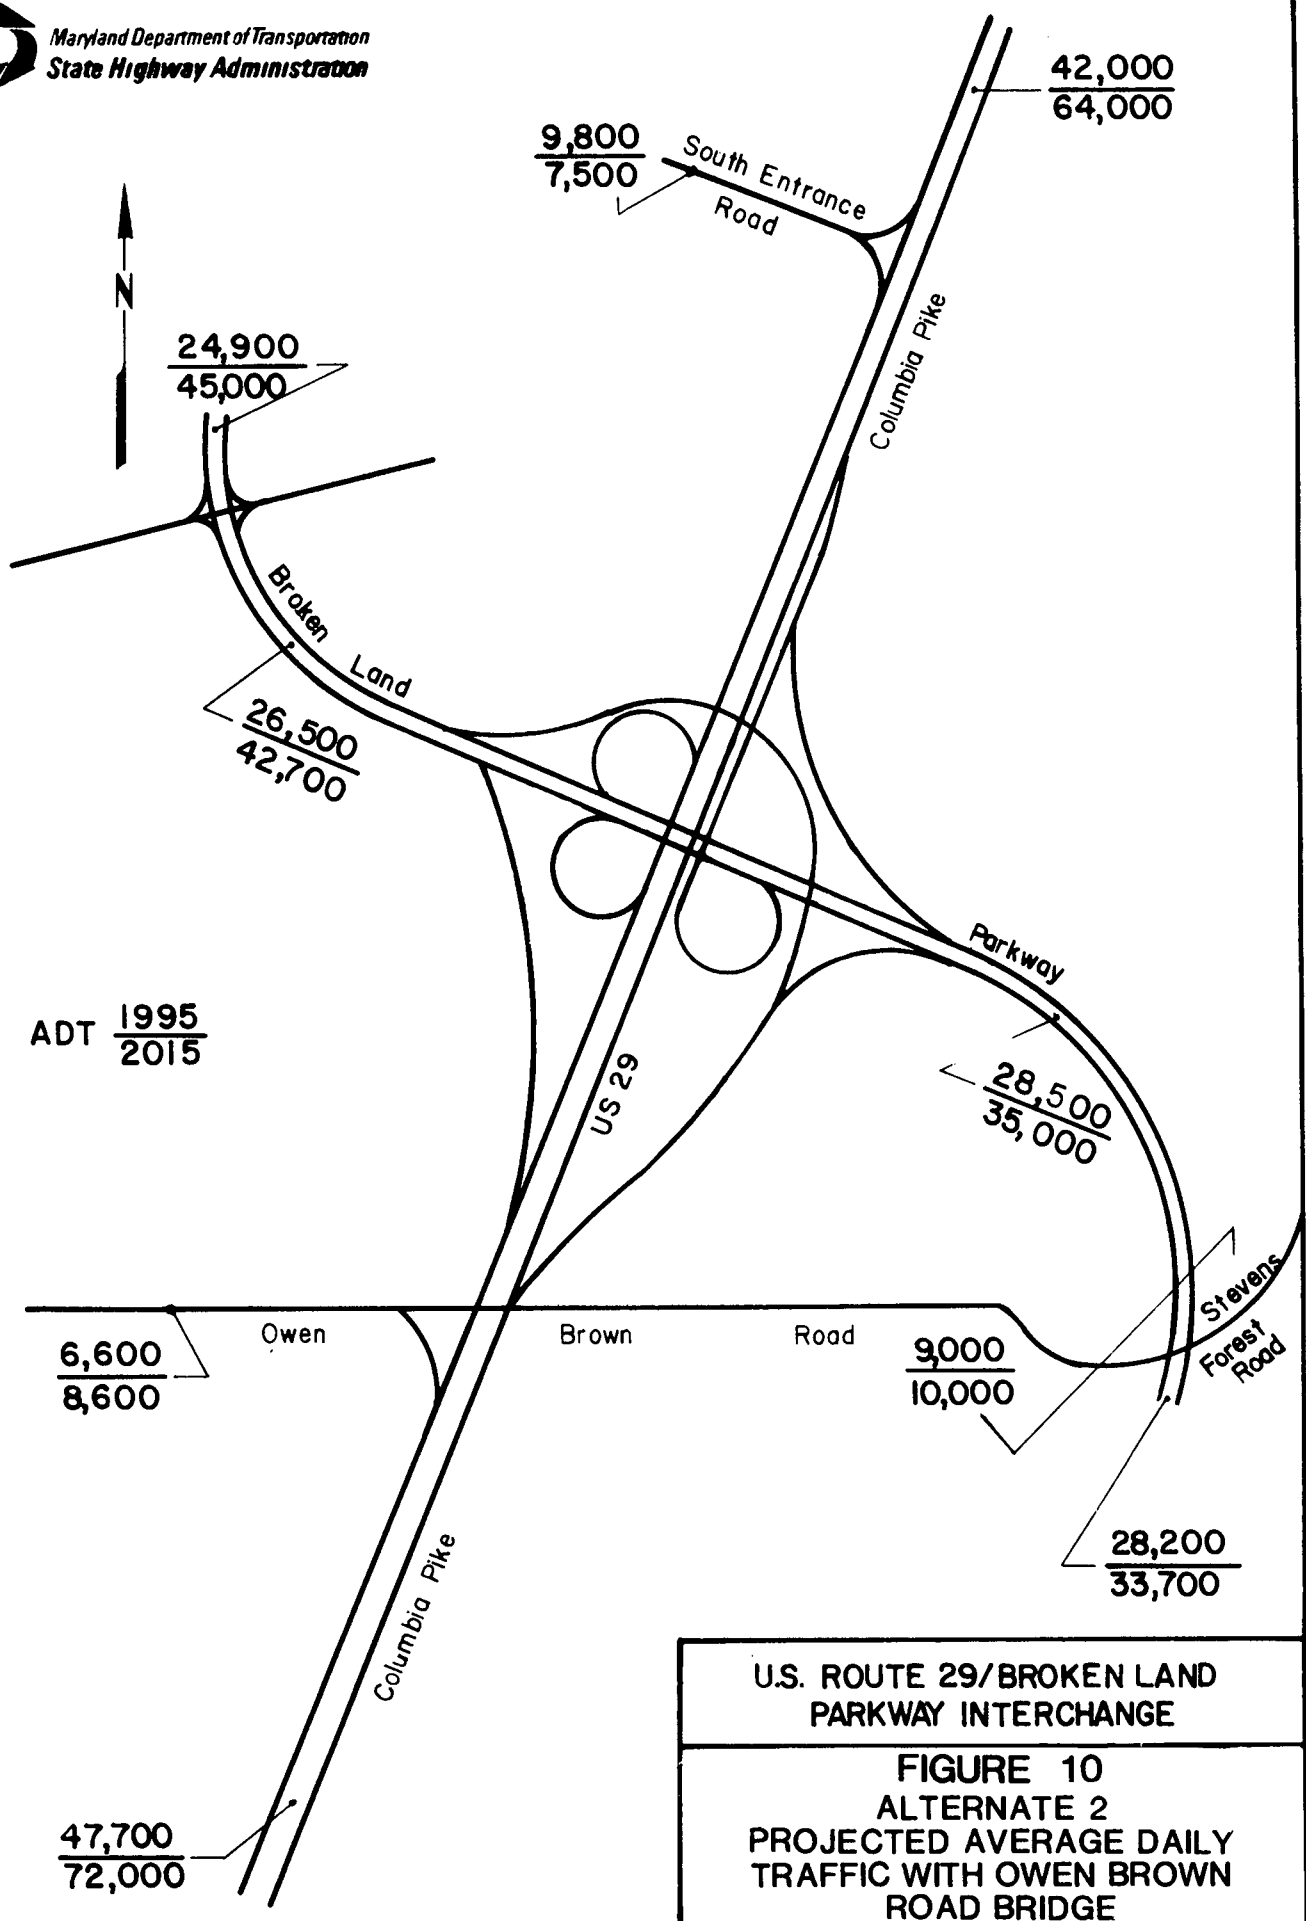 Maryland Department of Transportation
State Highway Administration
42,000
64,000
9,800
7,500
South Entrance
Road
N
24,900
45,000
Columbia Pike
Broken
Land
26,500
42,700
Parkway
ADT 1995
2015
US 29
28,500
35,000
Owen Brown Road
6,600
8,600
9,000
10,000
Stevens
Forest
Road
28,200
33,700
Columbia Pike
47,700
72,000
U.S. ROUTE 29/BROKEN LAND
PARKWAY INTERCHANGE
FIGURE 10
ALTERNATE 2
PROJECTED AVERAGE DAILY
TRAFFIC WITH OWEN BROWN
ROAD BRIDGE